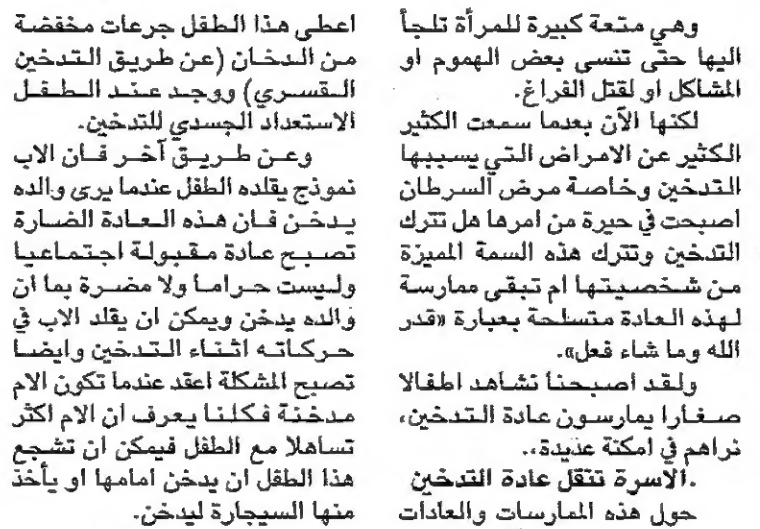 وهي متعة كبيرة للمرأة تلجأ
اليها حتى تنسى بعض الهموم او
المشاكل او لقتل الفراغ.
لكنها الآن بعدما سمعت الكثير
الكثير عن الامراض التي يسببها
التدخين وخاصة مرض السرطان
اصبحت في حيرة من امرها هل تترك
التدخين وتترك هذه السمة المميزة
من شخصيتها ام تبقى ممارسة
لهذه العادة متسلحة بعبارة «قدر
الله وما شاء فعل».
ولقد اصبحنا نشاهد اطفالا
صغارا يمارسون عادة التدخين،
نراهم في امكنة عديدة،.
.الاسرة تنقل عادة التدخين
حول هذه الممارسات والعادات
اعطى هذا الطفل جرعات مخفضة
من الدخان (عن طريق التدخين
القسري) ووجد عند الطفل
الاستعداد الجسدي للتدخين.
وعن طريق آخر فان الاب
نموذج يقلده الطفل عندما يرى والده
يدخن فان هذه العادة الضارة
تصبح عادة مقبولة اجتماعيا
وليست حراما ولا مضرة بما ان
والده يدخن ويمكن ان يقلد الاب في
حركاته اثناء التدخين وايضا
تصبح المشكلة اعقد عندما تكون الام
مدخنة فكلنا يعرف ان الام اكثر
تساهلا مع الطفل فيمكن ان تشجع
هذا الطفل ان يدخن امامها او يأخذ
منها السيجارة ليدخن.